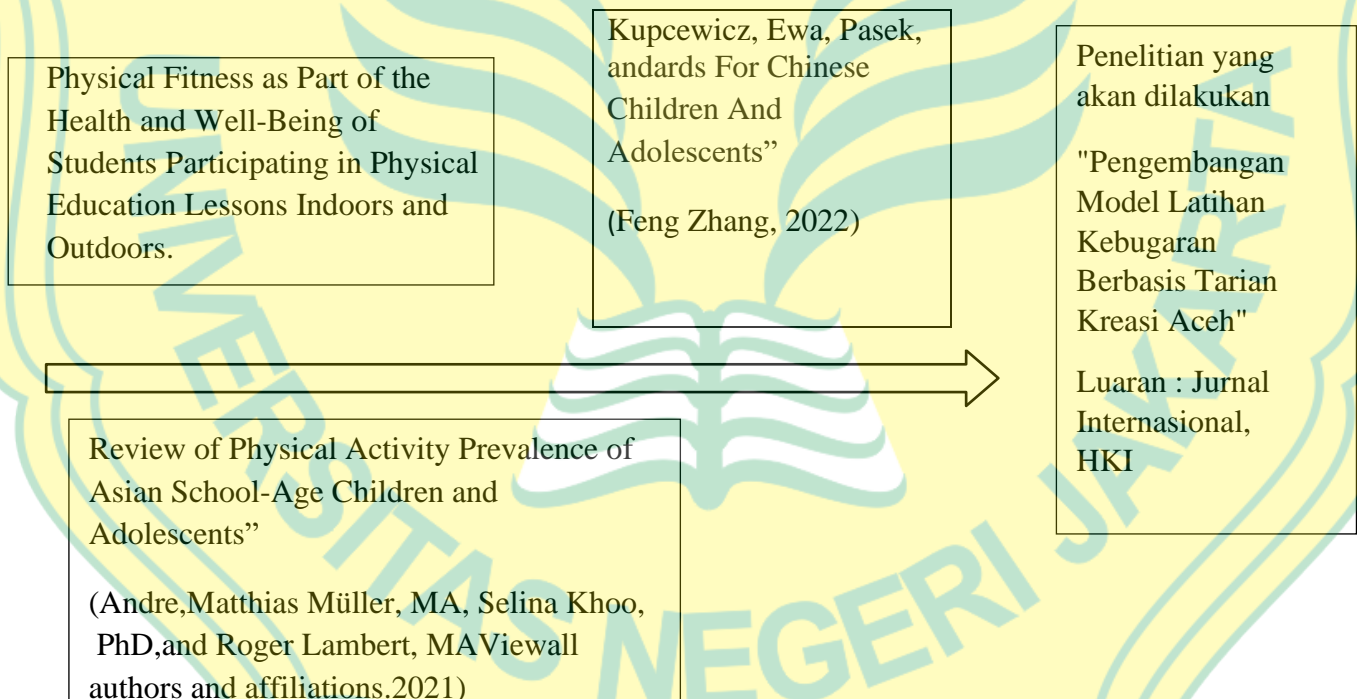 Physical Fitness as Part of the
Health and Well-Being of
Students Participating in Physical
Education Lessons Indoors and
Outdoors.
Kupcewicz, Ewa, Pasek,
andards For Chinese
Children And
Adolescents”
(Feng Zhang, 2022)
Penelitian yang
akan dilakukan
"Pengembangan
Model Latihan
Kebugaran
Berbasis Tarian
Kreasi Aceh"
Luaran : Jurnal
Internasional,
HKI
Review of Physical Activity Prevalence of
Asian School-Age Children and
Adolescents”
(Andre,Matthias Müller, MA, Selina Khoo,
PhD,and Roger Lambert, MAViewall
authors and affiliations.2021)
UNIVERSITAS NEGERI JAKARTA